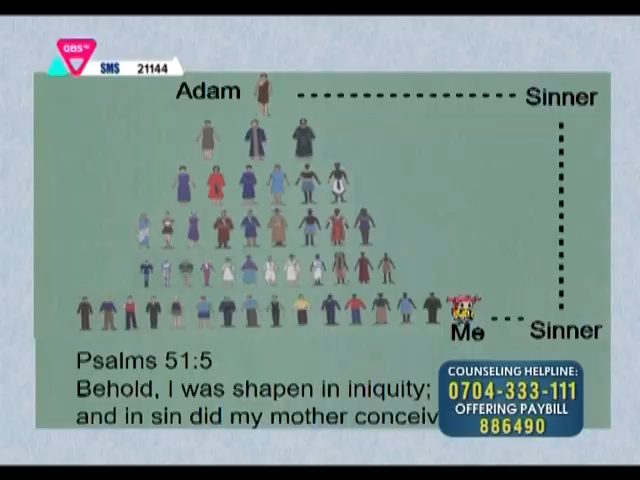 GBS TV
SMS 21144
Adam Sinner
Me Sinner
Psalms 51:5
Behold, I was shapen in iniquity;
and in sin did my mother conceiv
COUNSELING HELPLINE:
0704-333-111
OFFERING PAYBILL
886490